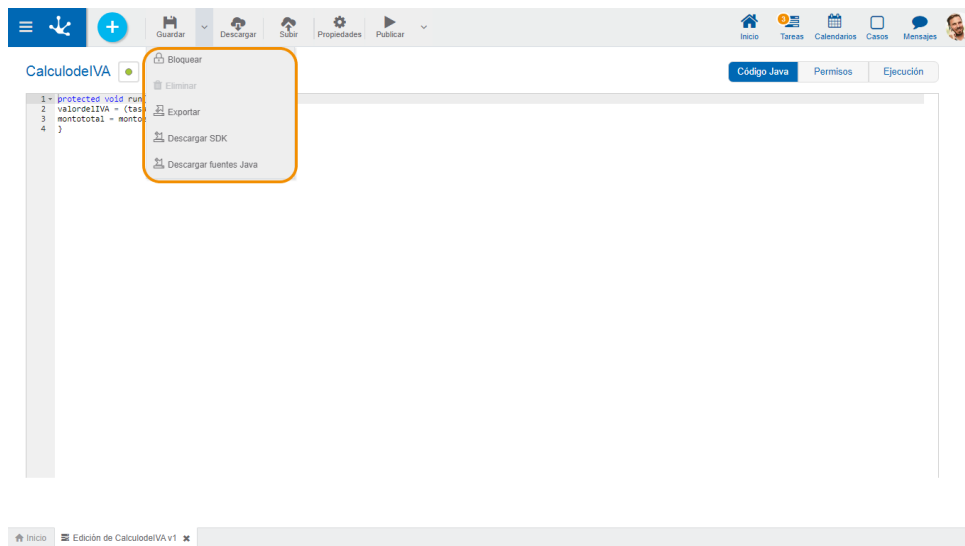 Guardar
Descargar
Subir
Propiedades
Publicar
Inicio
3
Tareas
Calendarios
Casos
Mensajes
CalculodeIVA
Código Java
Permisos
Ejecución
Bloquear
Eliminar
Exportar
Descargar SDK
Descargar fuentes Java
1 protected void run(
2 valordelIVA = (tas
3 montototal = monto
4 }
Inicio
Edición de CalculodeIVA v1